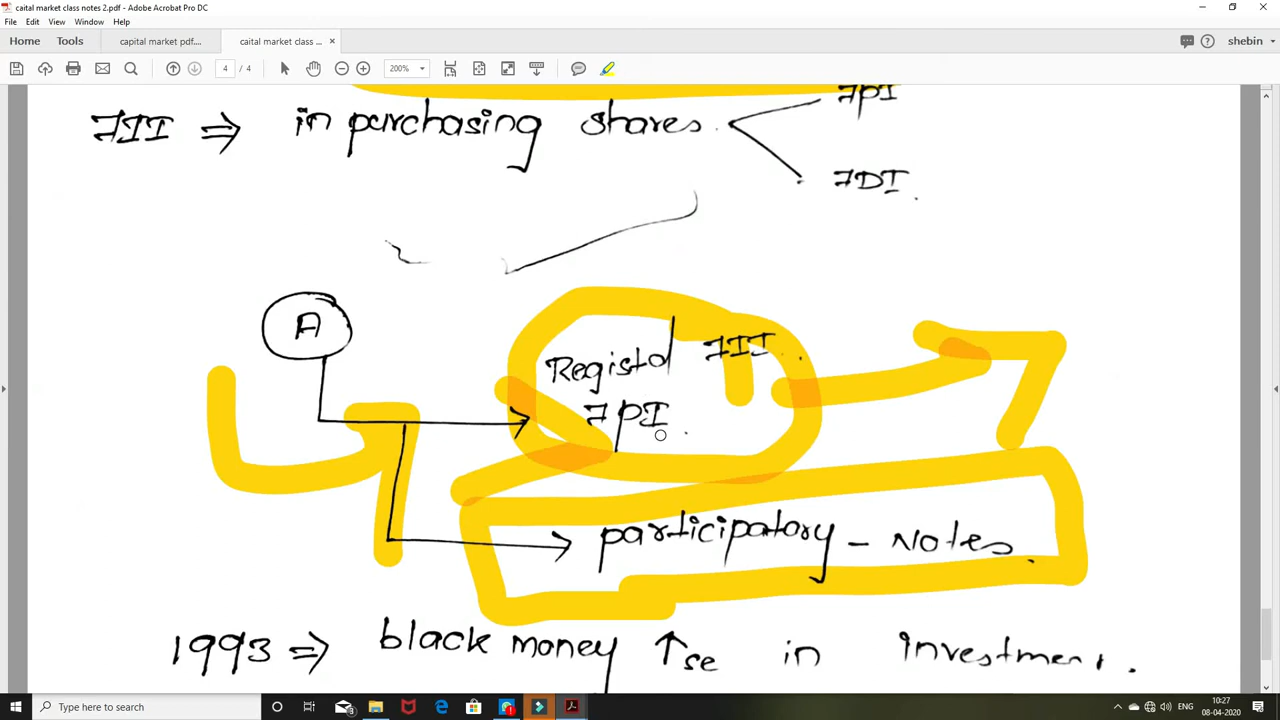 caital market class notes 2.pdf - Adobe Acrobat Pro DC
File Edit View Window Help
Home Tools capital market pdf.... caital market class ... × shebin
4 / 4 200%
FPI
FII ⇒ in purchasing shares.
FDI.
A
Registd FII.
FPI.
participatory - Notes.
1993 ⇒ black money ↑se in investment.
Type here to search
ENG 10:27
08-04-2020